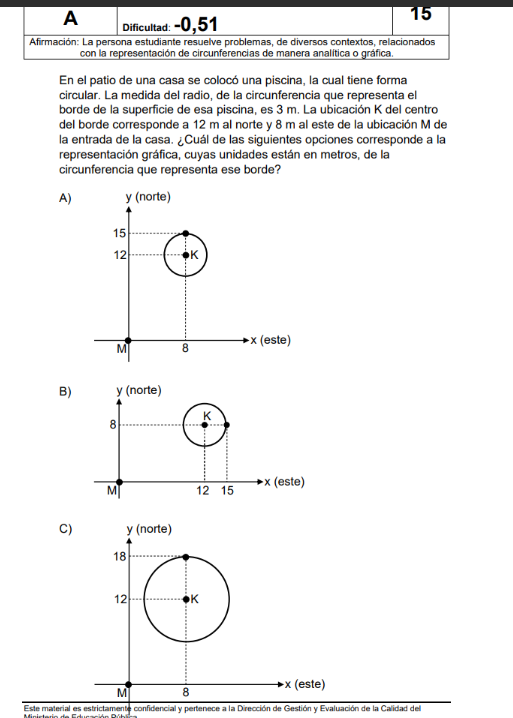 A
Dificultad: -0,51
15
Afirmación: La persona estudiante resuelve problemas, de diversos contextos, relacionados
con la representación de circunferencias de manera analítica o gráfica.
En el patio de una casa se colocó una piscina, la cual tiene forma
circular. La medida del radio, de la circunferencia que representa el
borde de la superficie de esa piscina, es 3 m. La ubicación K del centro
del borde corresponde a 12 m al norte y 8 m al este de la ubicación M de
la entrada de la casa. ¿Cuál de las siguientes opciones corresponde a la
representación gráfica, cuyas unidades están en metros, de la
circunferencia que representa ese borde?
A)
y (norte)
15
12
K
x (este)
M
8
B)
y (norte)
K
8
x (este)
M
12 15
C)
y (norte)
18
12
K
x (este)
M
8
Este material es estrictamente confidencial y pertenece a la Dirección de Gestión y Evaluación de la Calidad del
Ministerio de Educación Pública